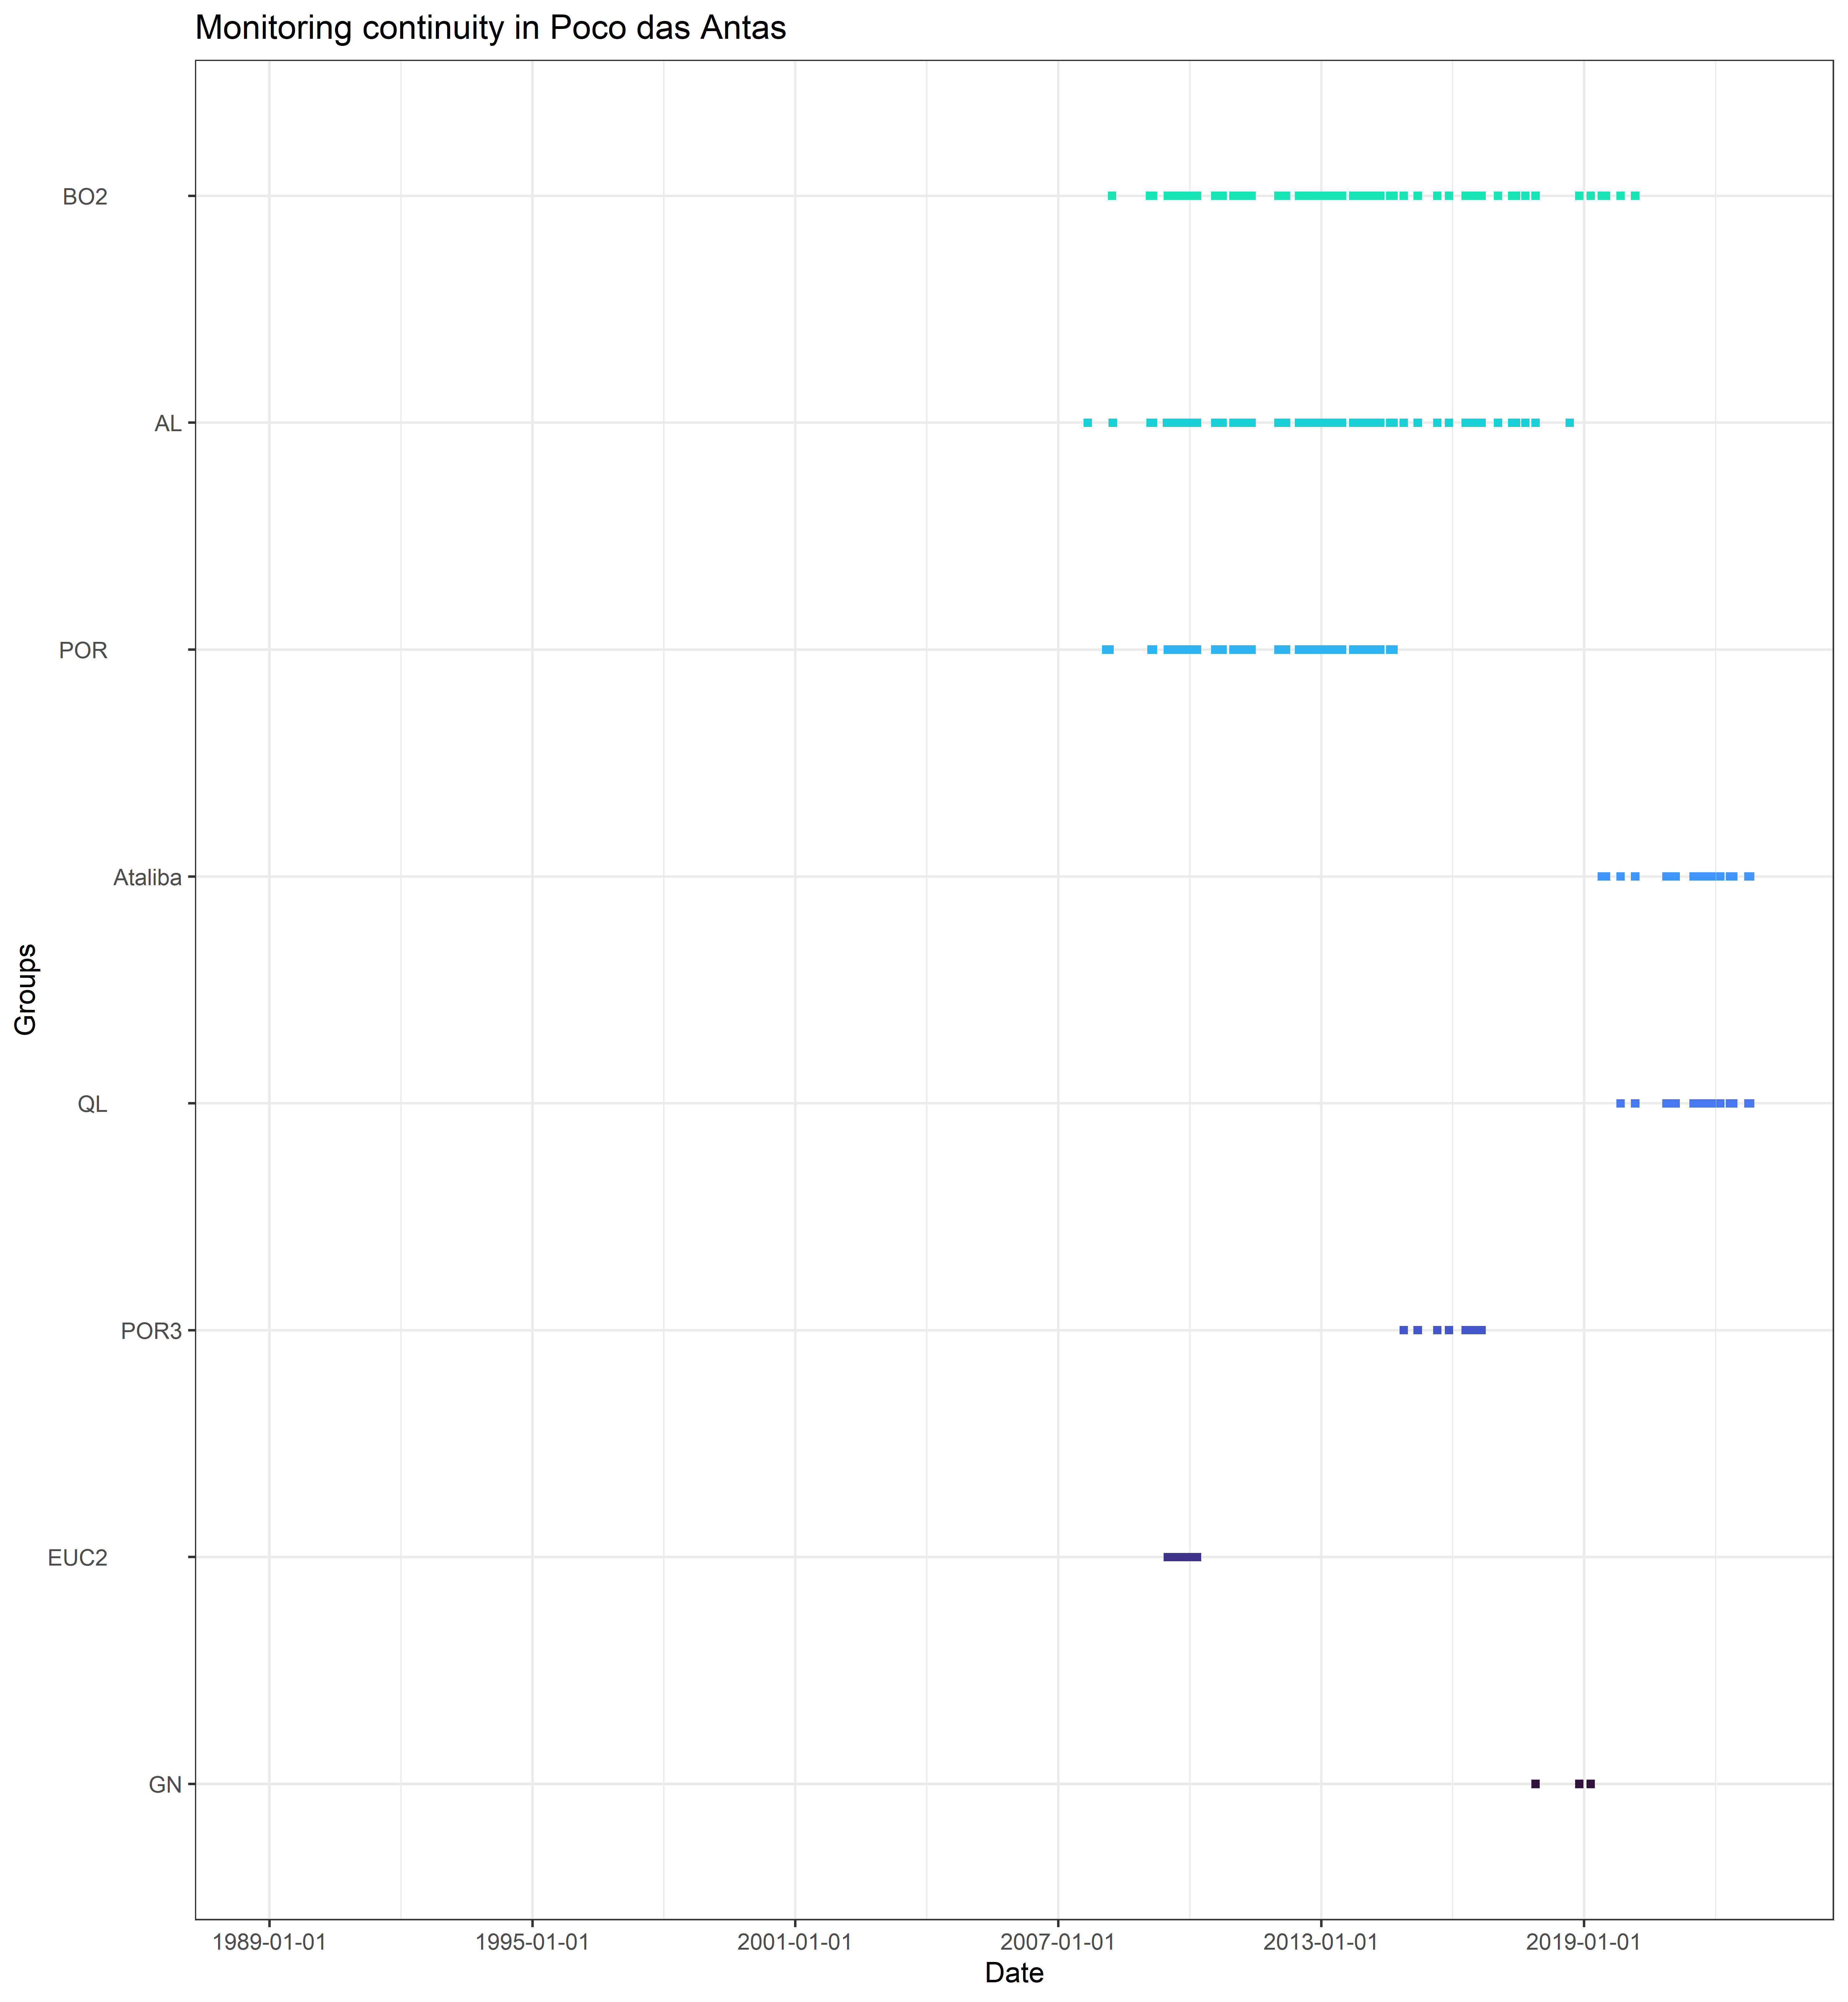 Monitoring continuity in Poco das Antas
BO2
AL
POR
Ataliba
Groups
QL
POR3
EUC2
GN
1989-01-01 1995-01-01 2001-01-01 2007-01-01 2013-01-01 2019-01-01
Date